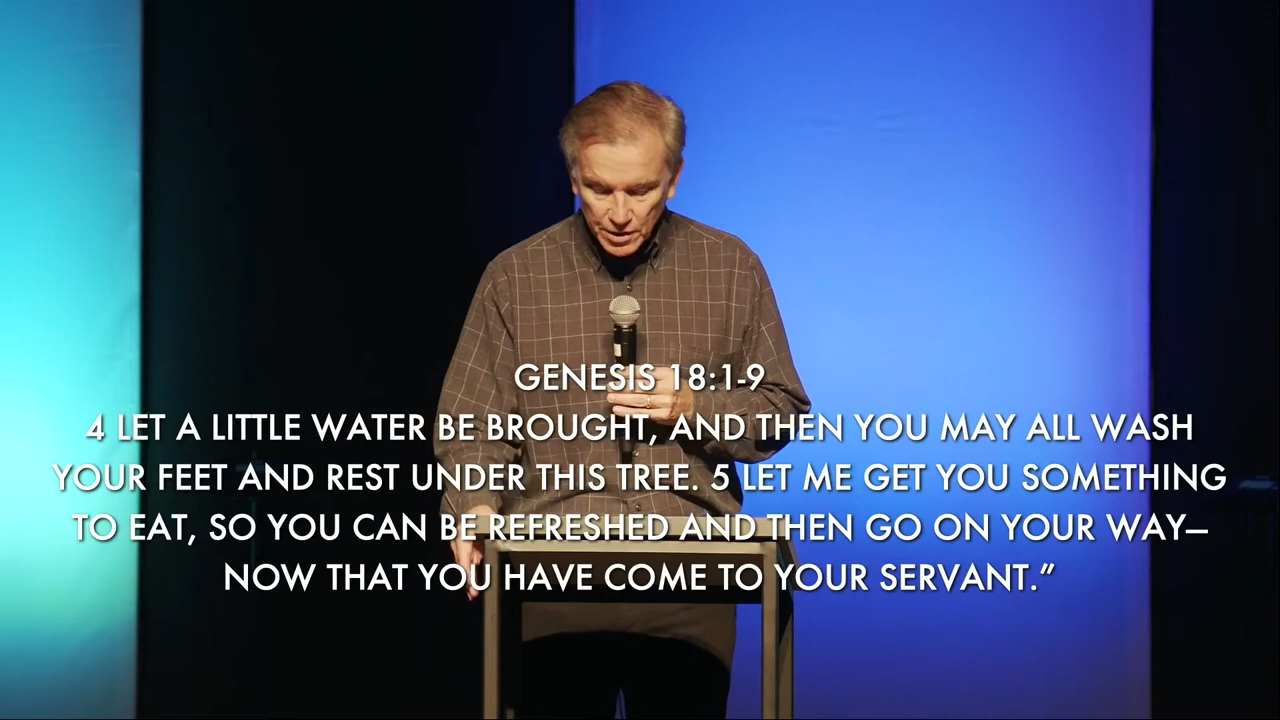 GENESIS 18:1-9
4 LET A LITTLE WATER BE BROUGHT, AND THEN YOU MAY ALL WASH
YOUR FEET AND REST UNDER THIS TREE. 5 LET ME GET YOU SOMETHING
TO EAT, SO YOU CAN BE REFRESHED AND THEN GO ON YOUR WAY—
NOW THAT YOU HAVE COME TO YOUR SERVANT.”